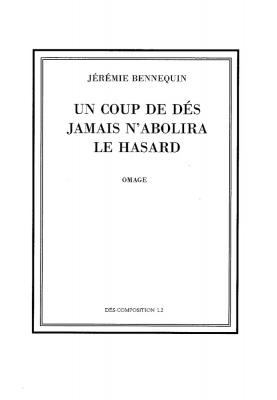 JÉRÉMIE BENNEQUIN
UN COUP DE DÉS
JAMAIS N'ABOLIRA
LE HASARD
OMAGE
DÉS-COMPOSITION 1.2